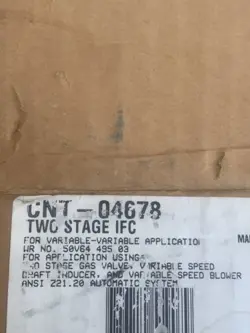 CNT-04678
TWO STAGE IFC
FOR VARIABLE-VARIABLE APPLICATION
WR NO. 50V64 495 03
MA
FOR APPLICATION USING
STAGE GAS VALVE, VARIABLE SPEED
DRAFT INDUCER, AND VARIABLE SPEED BLOWER
ANSI Z21.20 AUTOMATIC SYSTEM